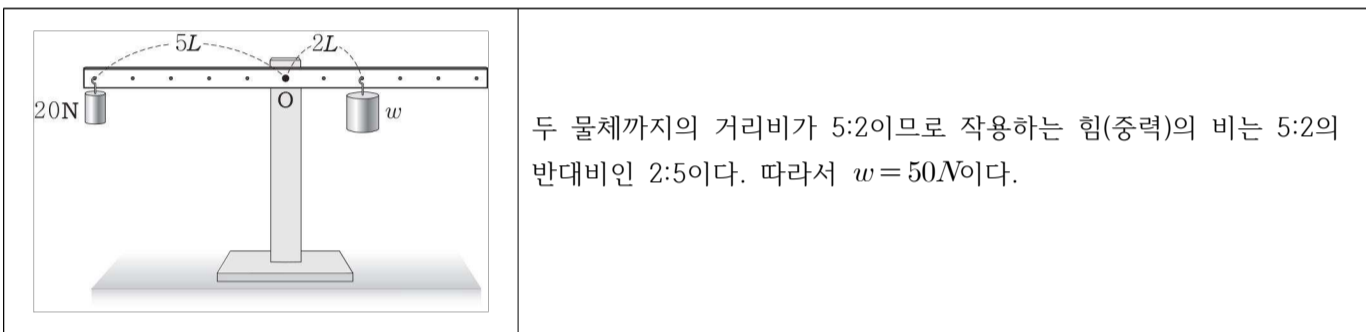 5L
2L
20N
O
w
두 물체까지의 거리비가 5:2이므로 작용하는 힘(중력)의 비는 5:2의
반대비인 2:5이다. 따라서 w=50N이다.